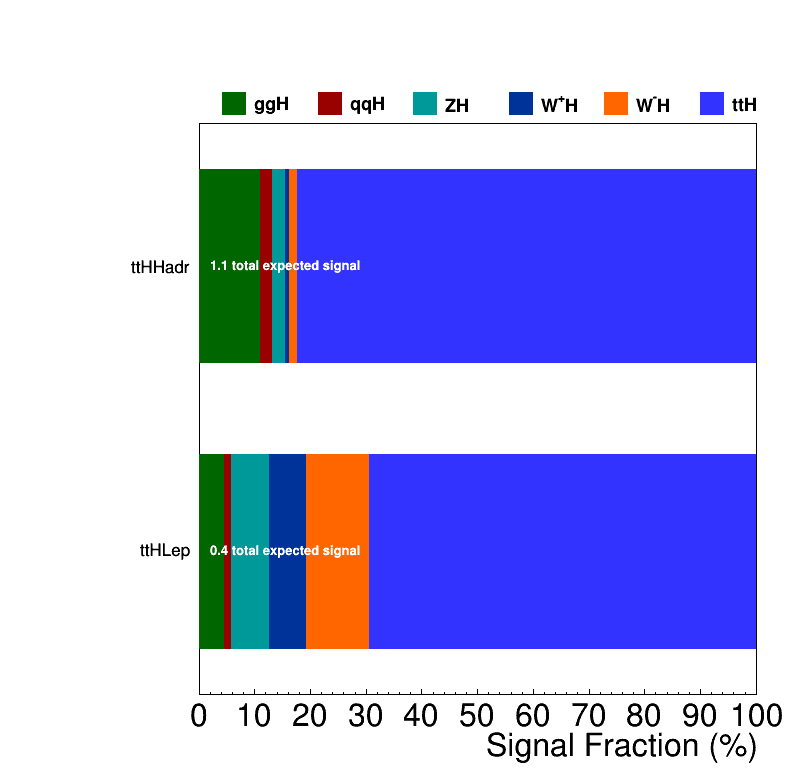 ggH qqH ZH W⁺H W⁻H ttH
ttHHadr
1.1 total expected signal
ttHLep
0.4 total expected signal
0 10 20 30 40 50 60 70 80 90 100
Signal Fraction (%)